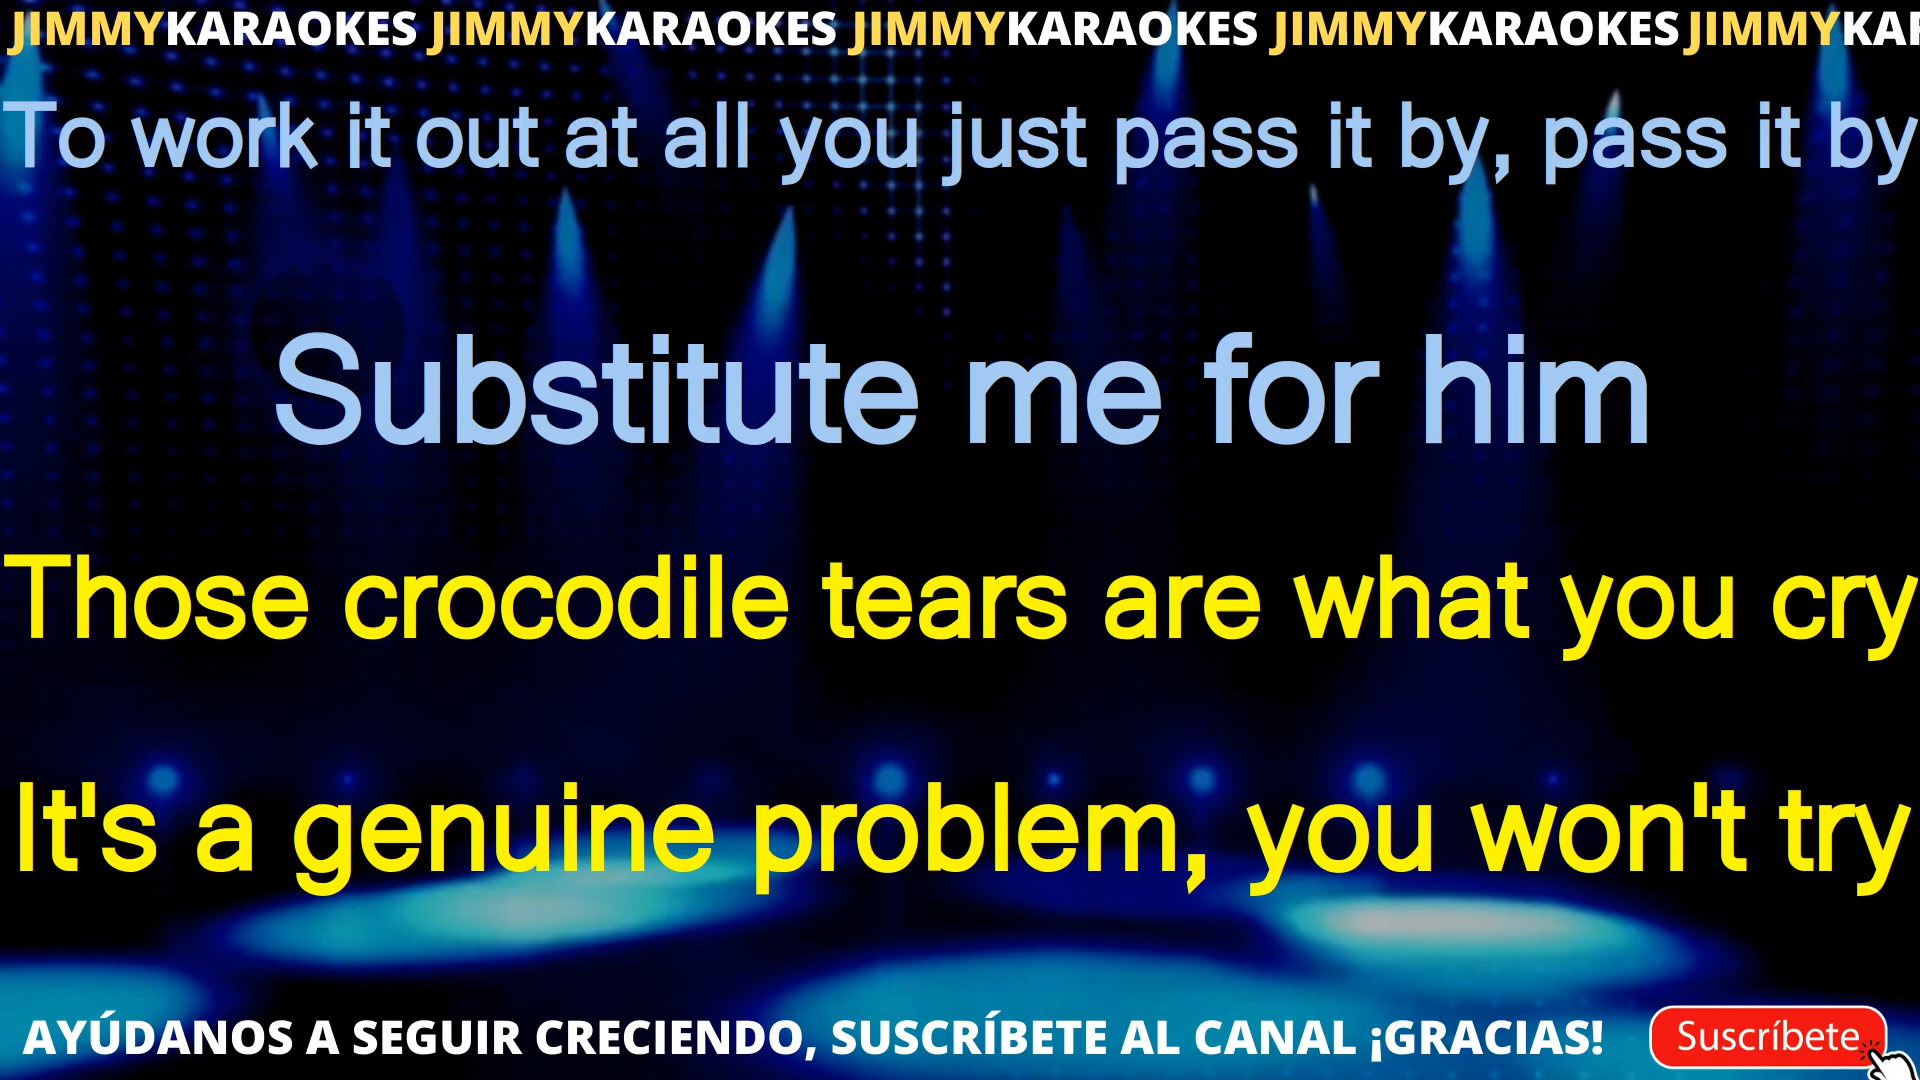 JIMMYKARAOKES JIMMYKARAOKES JIMMYKARAOKES JIMMYKARAOKES JIMMYKAR
To work it out at all you just pass it by, pass it by
Substitute me for him
Those crocodile tears are what you cry
It's a genuine problem, you won't try
AYÚDANOS A SEGUIR CRECIENDO, SUSCRÍBETE AL CANAL ¡GRACIAS!
Suscríbete